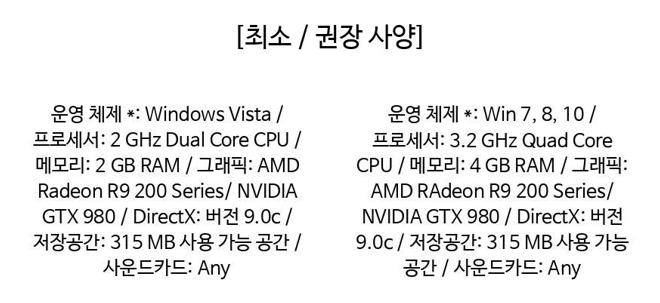 [최소 / 권장 사양]
운영 체제 *: Windows Vista /
프로세서: 2 GHz Dual Core CPU /
메모리: 2 GB RAM / 그래픽: AMD
Radeon R9 200 Series/ NVIDIA
GTX 980 / DirectX: 버전 9.0c /
저장공간: 315 MB 사용 가능 공간 /
사운드카드: Any
운영 체제 *: Win 7, 8, 10 /
프로세서: 3.2 GHz Quad Core
CPU / 메모리: 4 GB RAM / 그래픽:
AMD RAdeon R9 200 Series/
NVIDIA GTX 980 / DirectX: 버전
9.0c / 저장공간: 315 MB 사용 가능
공간 / 사운드카드: Any